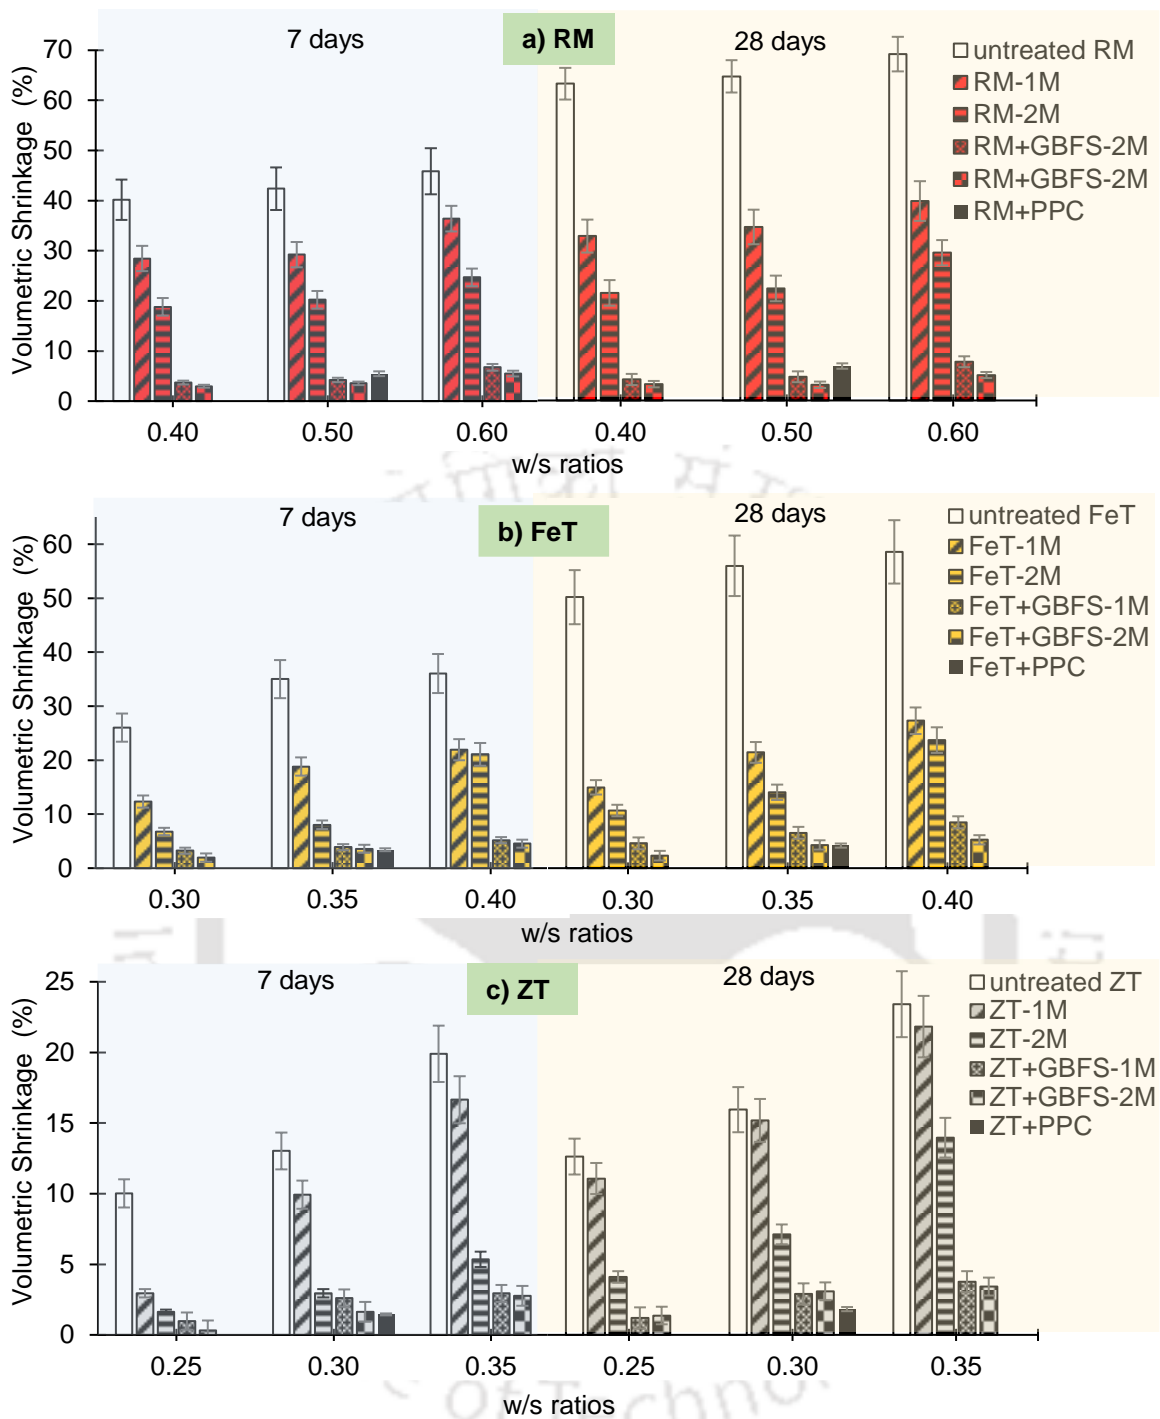 a) RM
7 days
28 days
Volumetric Shrinkage (%)
70
60
50
40
30
20
10
0
untreated RM
RM-1M
RM-2M
RM+GBFS-2M
RM+GBFS-2M
RM+PPC
0.40 0.50 0.60 0.40 0.50 0.60
w/s ratios
b) FeT
7 days
28 days
Volumetric Shrinkage (%)
60
50
40
30
20
10
0
untreated FeT
FeT-1M
FeT-2M
FeT+GBFS-1M
FeT+GBFS-2M
FeT+PPC
0.30 0.35 0.40 0.30 0.35 0.40
w/s ratios
c) ZT
7 days
28 days
Volumetric Shrinkage (%)
25
20
15
10
5
0
untreated ZT
ZT-1M
ZT-2M
ZT+GBFS-1M
ZT+GBFS-2M
ZT+PPC
0.25 0.30 0.35 0.25 0.30 0.35
w/s ratios